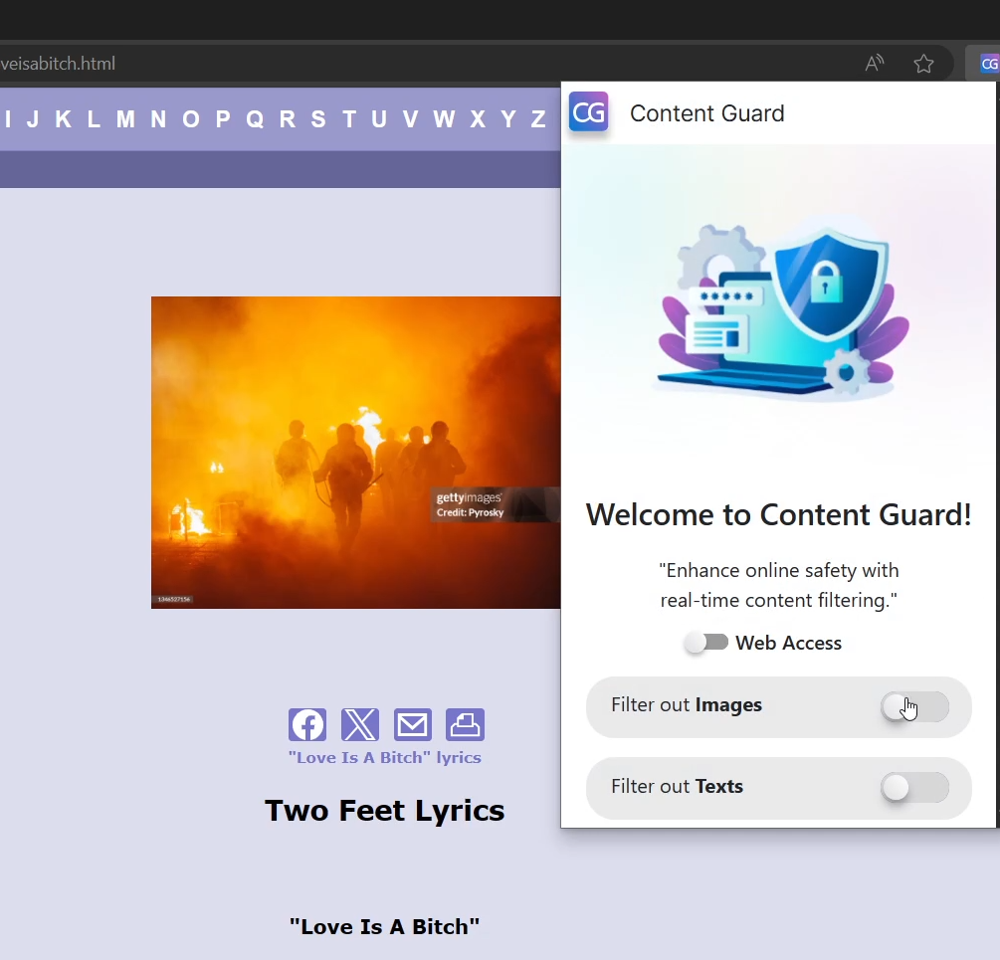 veisabitch.html
A
CG
I J K L M N O P Q R S T U V W X Y Z
CG Content Guard
gettyimages
Credit: Pyrosky
1346527156
Welcome to Content Guard!
"Enhance online safety with
real-time content filtering."
Web Access
Filter out Images
Filter out Texts
"Love Is A Bitch" lyrics
Two Feet Lyrics
"Love Is A Bitch"